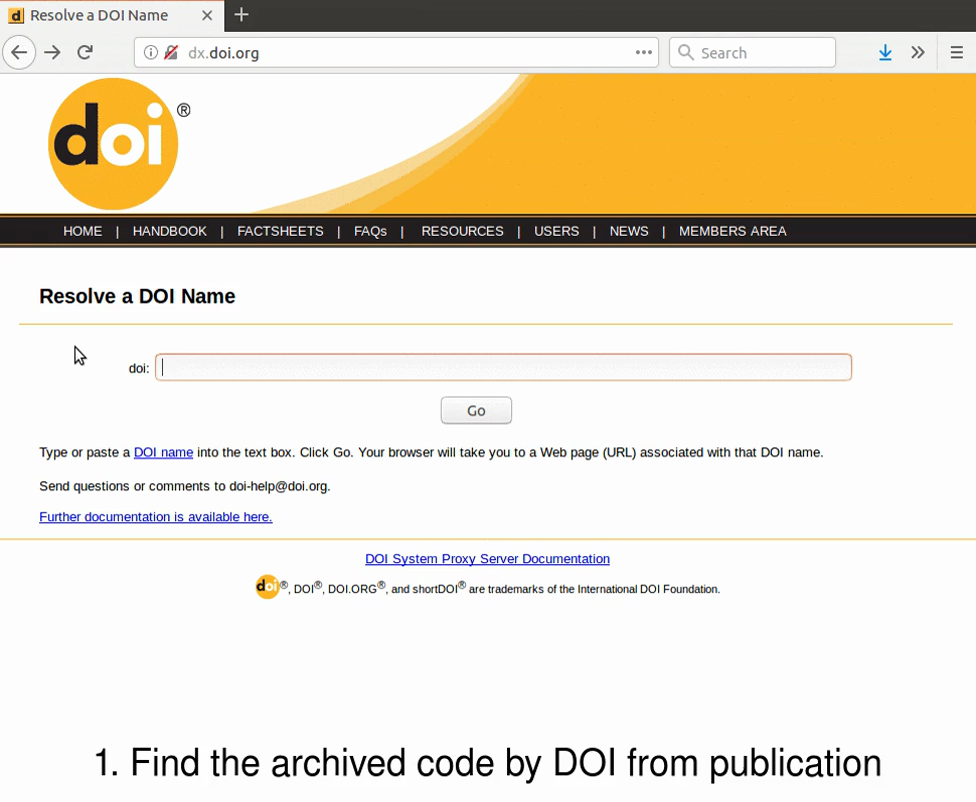 d Resolve a DOI Name
dx.doi.org
Search
doi®
HOME | HANDBOOK | FACTSHEETS | FAQs | RESOURCES | USERS | NEWS | MEMBERS AREA
Resolve a DOI Name
doi:
Go
Type or paste a DOI name into the text box. Click Go. Your browser will take you to a Web page (URL) associated with that DOI name.
Send questions or comments to doi-help@doi.org.
Further documentation is available here.
DOI System Proxy Server Documentation
doi®, DOI®, DOI.ORG®, and shortDOI® are trademarks of the International DOI Foundation.
1. Find the archived code by DOI from publication